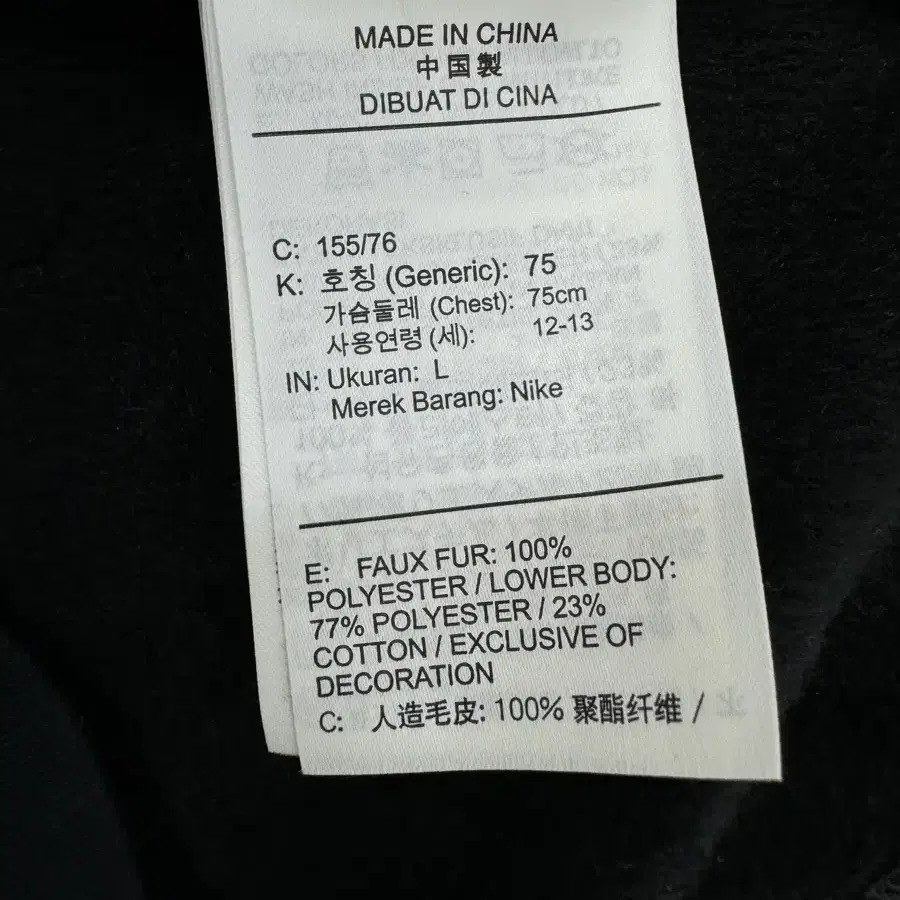 MADE IN CHINA
中国製
DIBUAT DI CINA
C: 155/76
K: 호칭 (Generic): 75
가슴둘레 (Chest): 75cm
사용연령 (세): 12-13
IN: Ukuran: L
Merek Barang: Nike
E: FAUX FUR: 100%
POLYESTER / LOWER BODY:
77% POLYESTER / 23%
COTTON / EXCLUSIVE OF
DECORATION
C: 人造毛皮: 100% 聚酯纤维 /